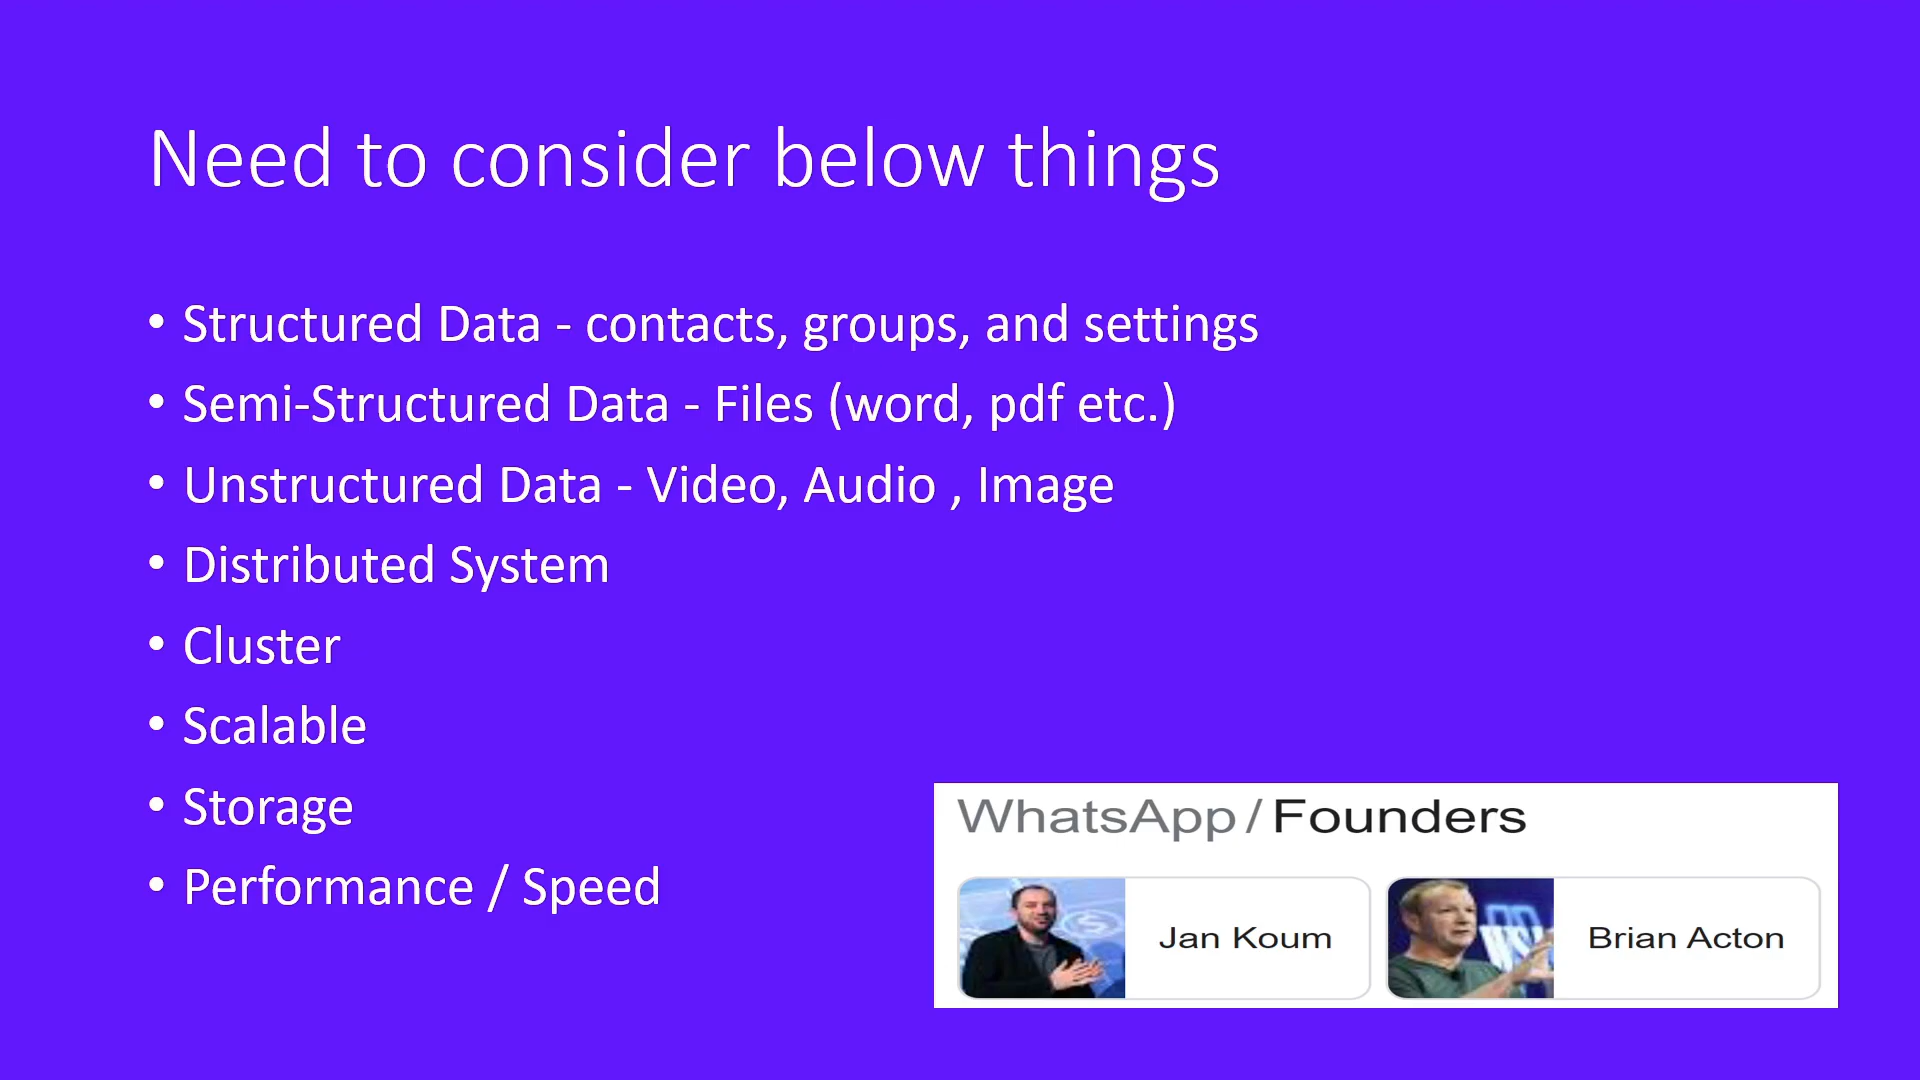 Need to consider below things
• Structured Data - contacts, groups, and settings
• Semi-Structured Data - Files (word, pdf etc.)
• Unstructured Data - Video, Audio , Image
• Distributed System
• Cluster
• Scalable
• Storage
• Performance / Speed
WhatsApp / Founders
Jan Koum
Brian Acton